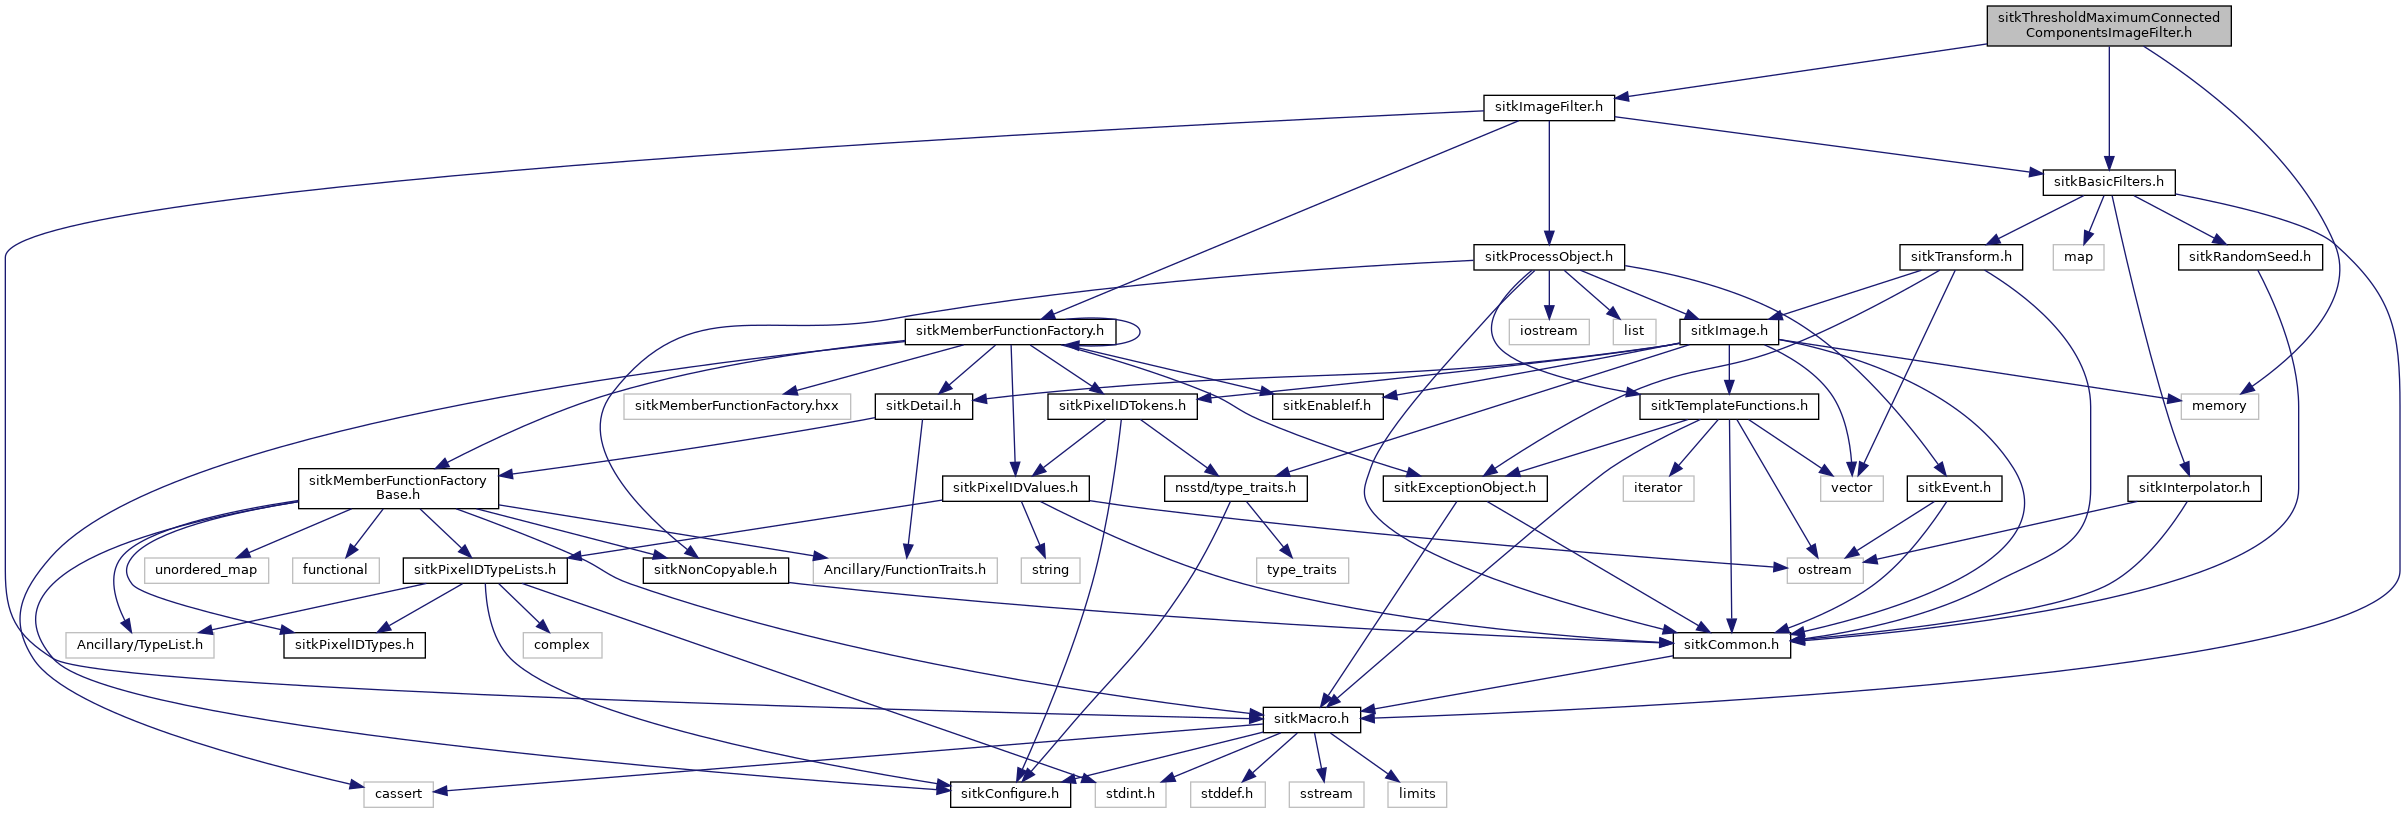 sitkThresholdMaximumConnected
ComponentsImageFilter.h
sitkImageFilter.h
sitkBasicFilters.h
sitkProcessObject.h
sitkTransform.h
map
sitkRandomSeed.h
sitkMemberFunctionFactory.h
iostream
list
sitkImage.h
sitkMemberFunctionFactory.hxx
sitkDetail.h
sitkPixelIDTokens.h
sitkEnableIf.h
sitkTemplateFunctions.h
memory
sitkMemberFunctionFactory
Base.h
sitkPixelIDValues.h
nsstd/type_traits.h
sitkExceptionObject.h
iterator
vector
sitkEvent.h
sitkInterpolator.h
unordered_map
functional
sitkPixelIDTypeLists.h
sitkNonCopyable.h
Ancillary/FunctionTraits.h
string
type_traits
ostream
Ancillary/TypeList.h
sitkPixelIDTypes.h
complex
sitkCommon.h
sitkMacro.h
cassert
sitkConfigure.h
stdint.h
stddef.h
sstream
limits